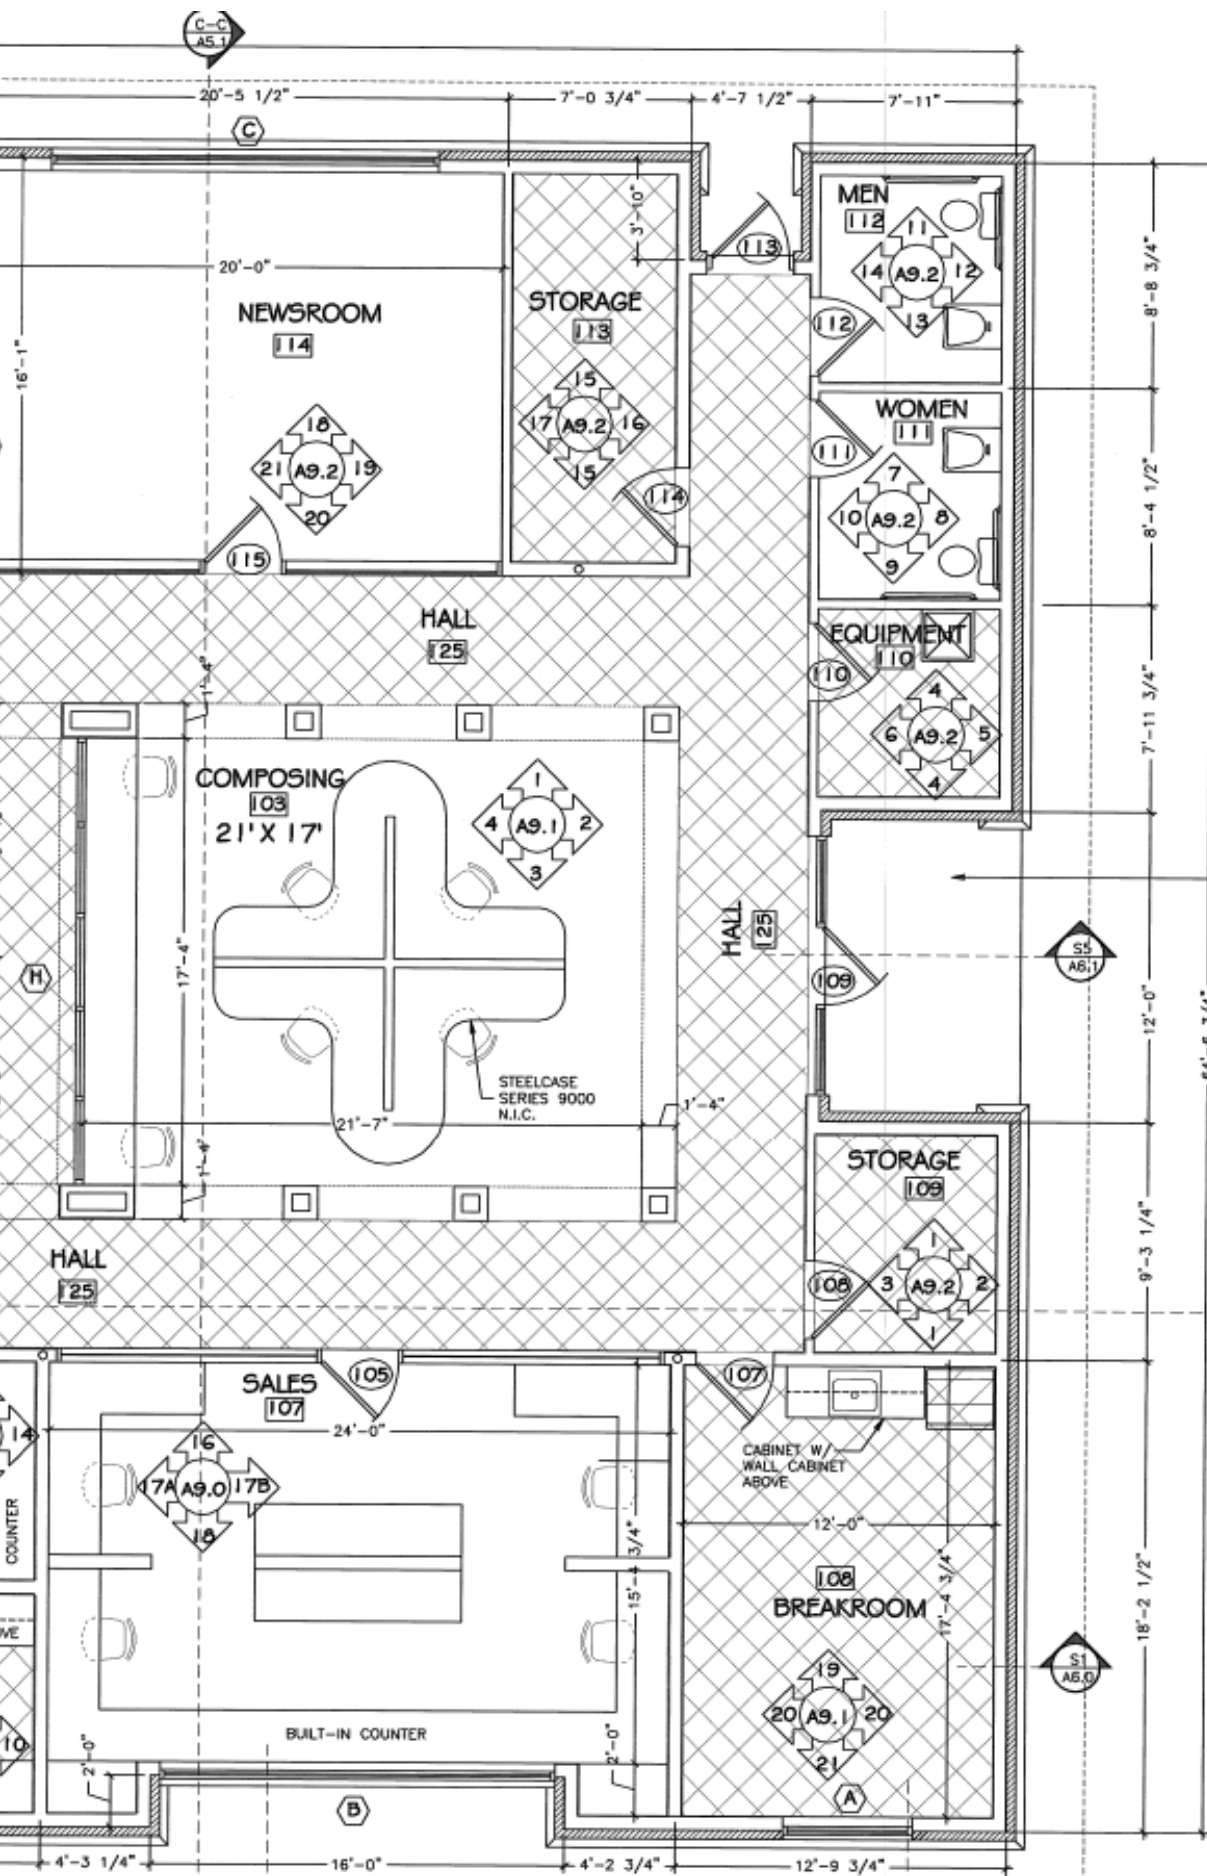 C-C
A5.1
20'-5 1/2"
7'-0 3/4"
4'-7 1/2"
7'-11"
C
MEN
112
11
14 A9.2 12
13
3'-10"
113
8'-8 3/4"
20'-0"
NEWSROOM
114
STORAGE
113
112
16'-1"
15
17 A9.2 16
15
WOMEN
111
111
18
21 A9.2 19
20
7
10 A9.2 8
9
8'-4 1/2"
114
115
HALL
125
EQUIPMENT
110
110
4
6 A9.2 5
4
7'-11 3/4"
1'-4"
COMPOSING
103
21' X 17'
1
4 A9.1 2
3
HALL
125
S5
A6.1
H
17'-4"
109
12'-0"
STEELCASE
SERIES 9000
N.I.C.
1'-4"
21'-7"
1'-4"
STORAGE
109
1
3 A9.2 2
1
9'-3 1/4"
HALL
125
108
SALES
107
105
107
24'-0"
14
16
17A A9.0 17B
18
CABINET W/
WALL CABINET
ABOVE
COUNTER
12'-0"
15'-4 3/4"
17'-4 3/4"
18'-2 1/2"
108
BREAKROOM
S1
A6.0
19
20 A9.1 20
21
10
BUILT-IN COUNTER
2'-0"
2'-0"
B
A
4'-3 1/4"
16'-0"
4'-2 3/4"
12'-9 3/4"